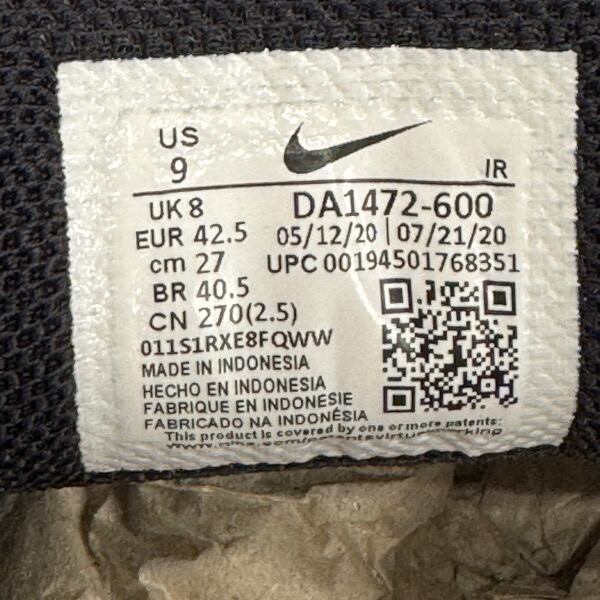 US
9
IR
UK 8
DA1472-600
EUR 42.5
05/12/20 | 07/21/20
cm 27
UPC 00194501768351
BR 40.5
CN 270(2.5)
011S1RXE8FQWW
MADE IN INDONESIA
HECHO EN INDONESIA
FABRIQUE EN INDONESIE
FABRICADO NA INDONÉSIA
This product is covered by one or more patents: